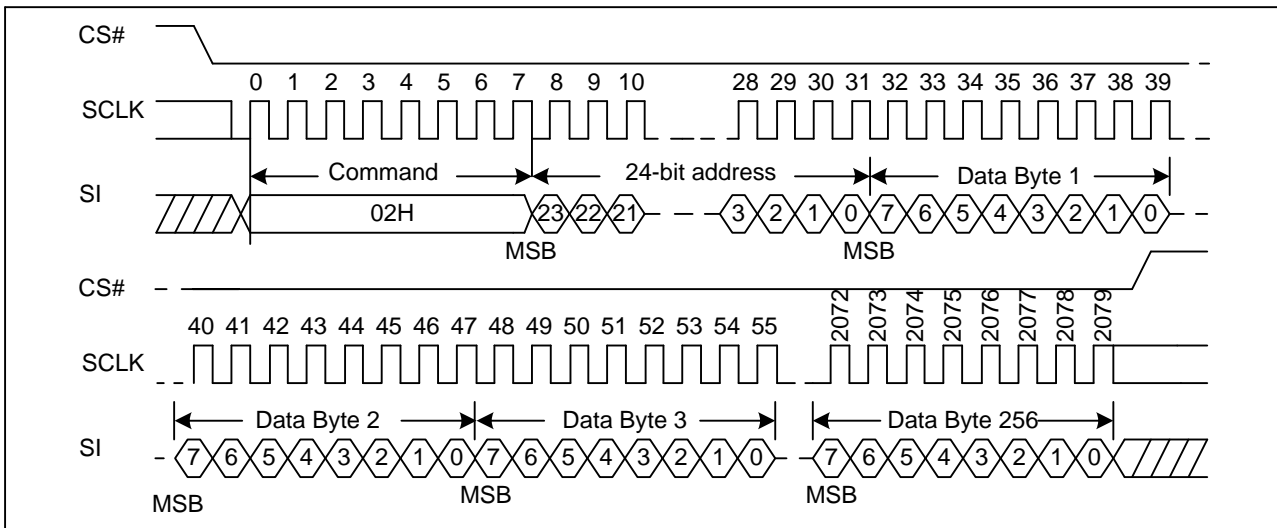 CS#
0 1 2 3 4 5 6 7 8 9 10 28 29 30 31 32 33 34 35 36 37 38 39
SCLK
Command 24-bit address Data Byte 1
SI
02H 23 22 21 3 2 1 0 7 6 5 4 3 2 1 0
MSB MSB
CS#
2072 2073 2074 2075 2076 2077 2078 2079
40 41 42 43 44 45 46 47 48 49 50 51 52 53 54 55
SCLK
Data Byte 2 Data Byte 3 Data Byte 256
SI
7 6 5 4 3 2 1 0 7 6 5 4 3 2 1 0 7 6 5 4 3 2 1 0
MSB MSB MSB